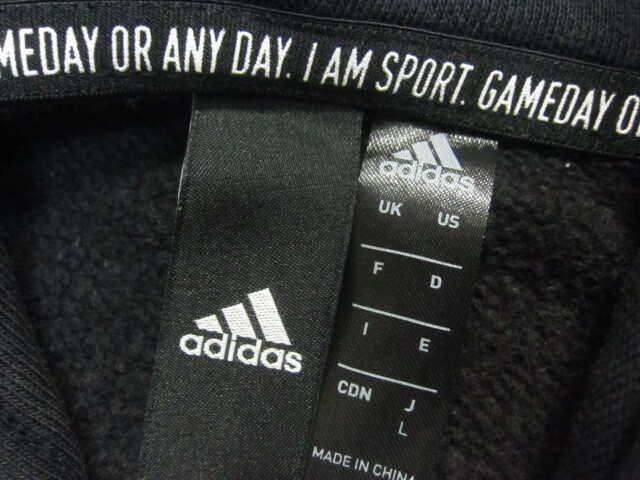 MEDAY OR ANY DAY. I AM SPORT. GAMEDAY O
adidas
UK US
F D
I E
CDN J
L
MADE IN CHINA
adidas